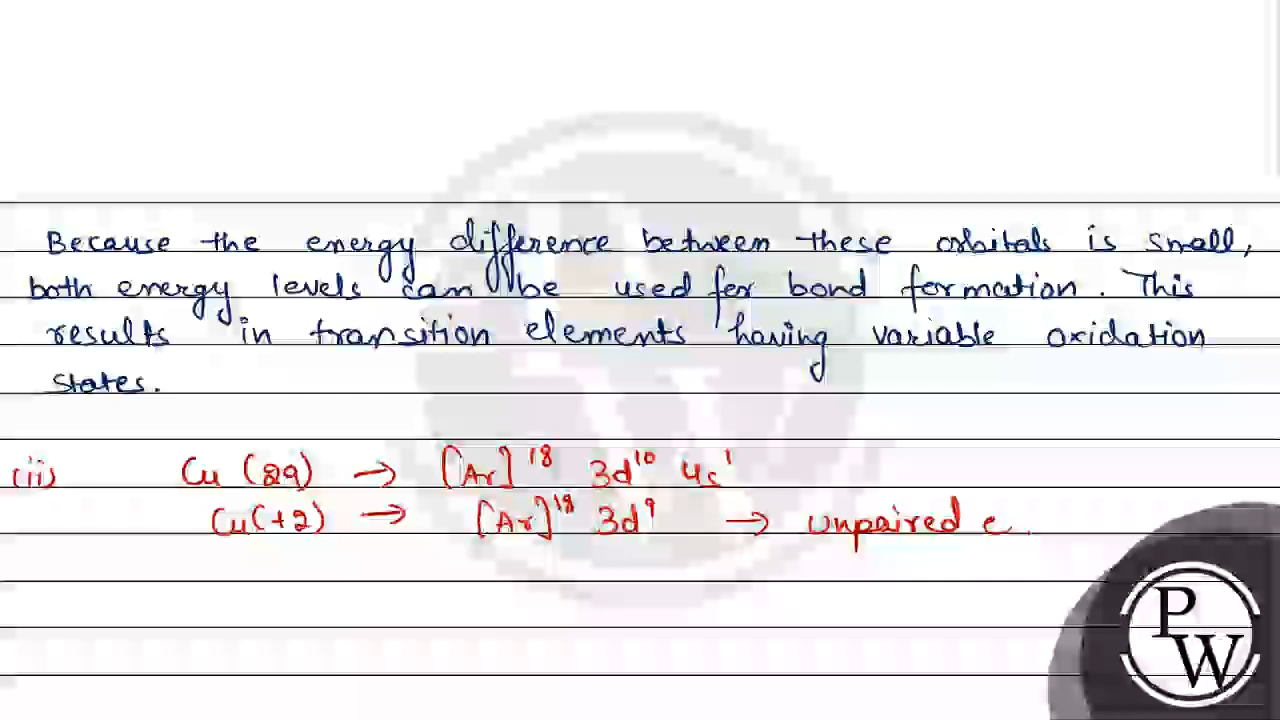 Because the energy difference between these orbitals is small,
both energy levels can be used for bond formation. This
results in transition elements having variable oxidation
states.
(ii) Cu (29) → [Ar]¹⁸ 3d¹⁰ 4s¹
Cu(+2) → [Ar]¹⁸ 3d⁹ → unpaired e
P
W